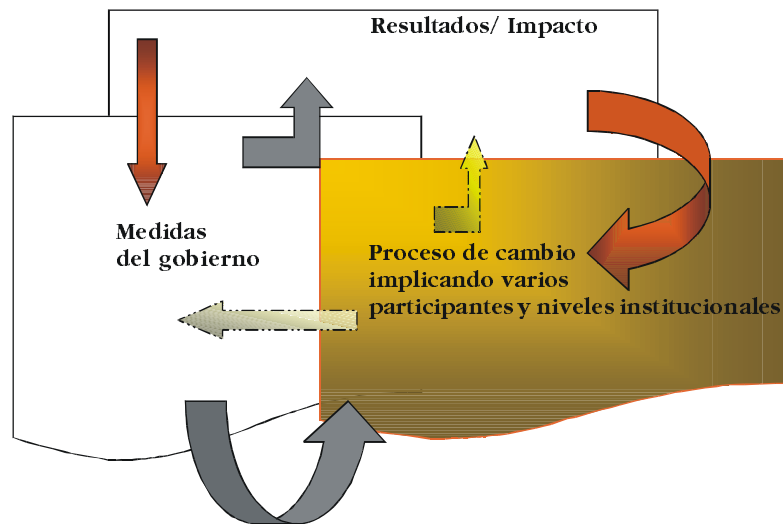 Resultados/ Impacto
Medidas
del gobierno
Proceso de cambio
implicando varios
participantes y niveles institucionales